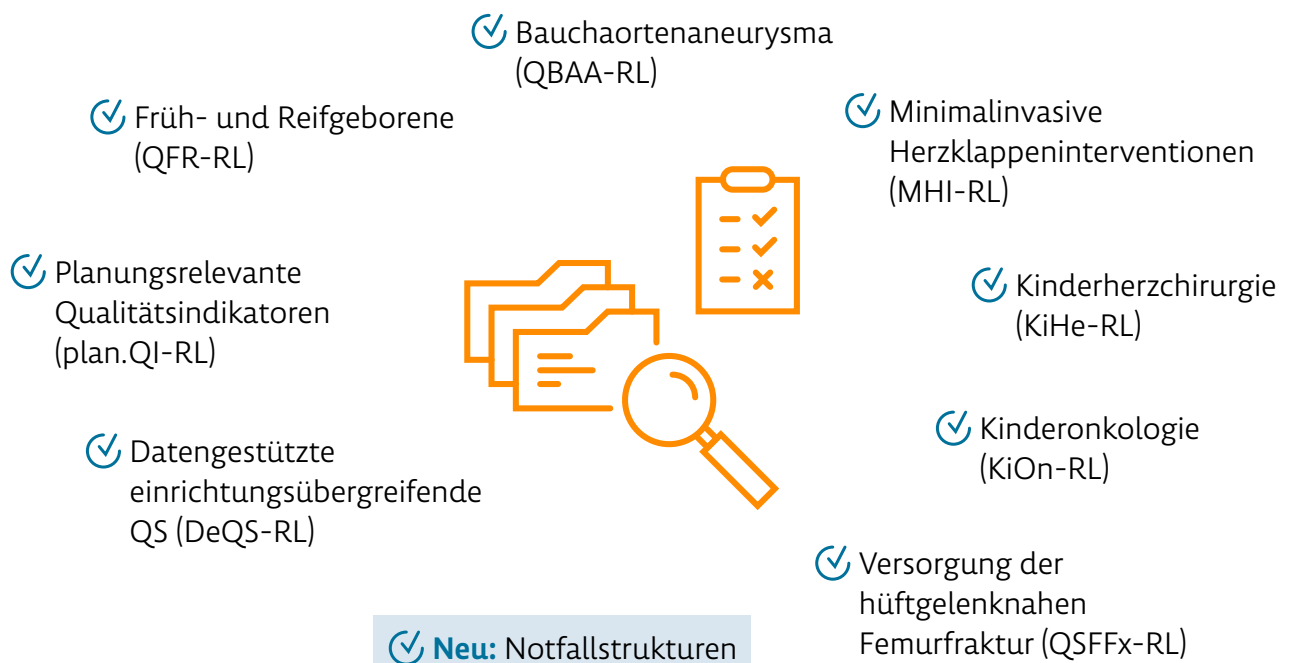 Bauchaortenaneurysma
(QBAA-RL)
Früh- und Reifgeborene
(QFR-RL)
Minimalinvasive
Herzklappeninterventionen
(MHI-RL)
Planungsrelevante
Qualitätsindikatoren
(plan.QI-RL)
Kinderherzchirurgie
(KiHe-RL)
Datengestützte
einrichtungsübergreifende
QS (DeQS-RL)
Kinderonkologie
(KiOn-RL)
Versorgung der
hüftgelenknahen
Femurfraktur (QSFFx-RL)
Neu: Notfallstrukturen